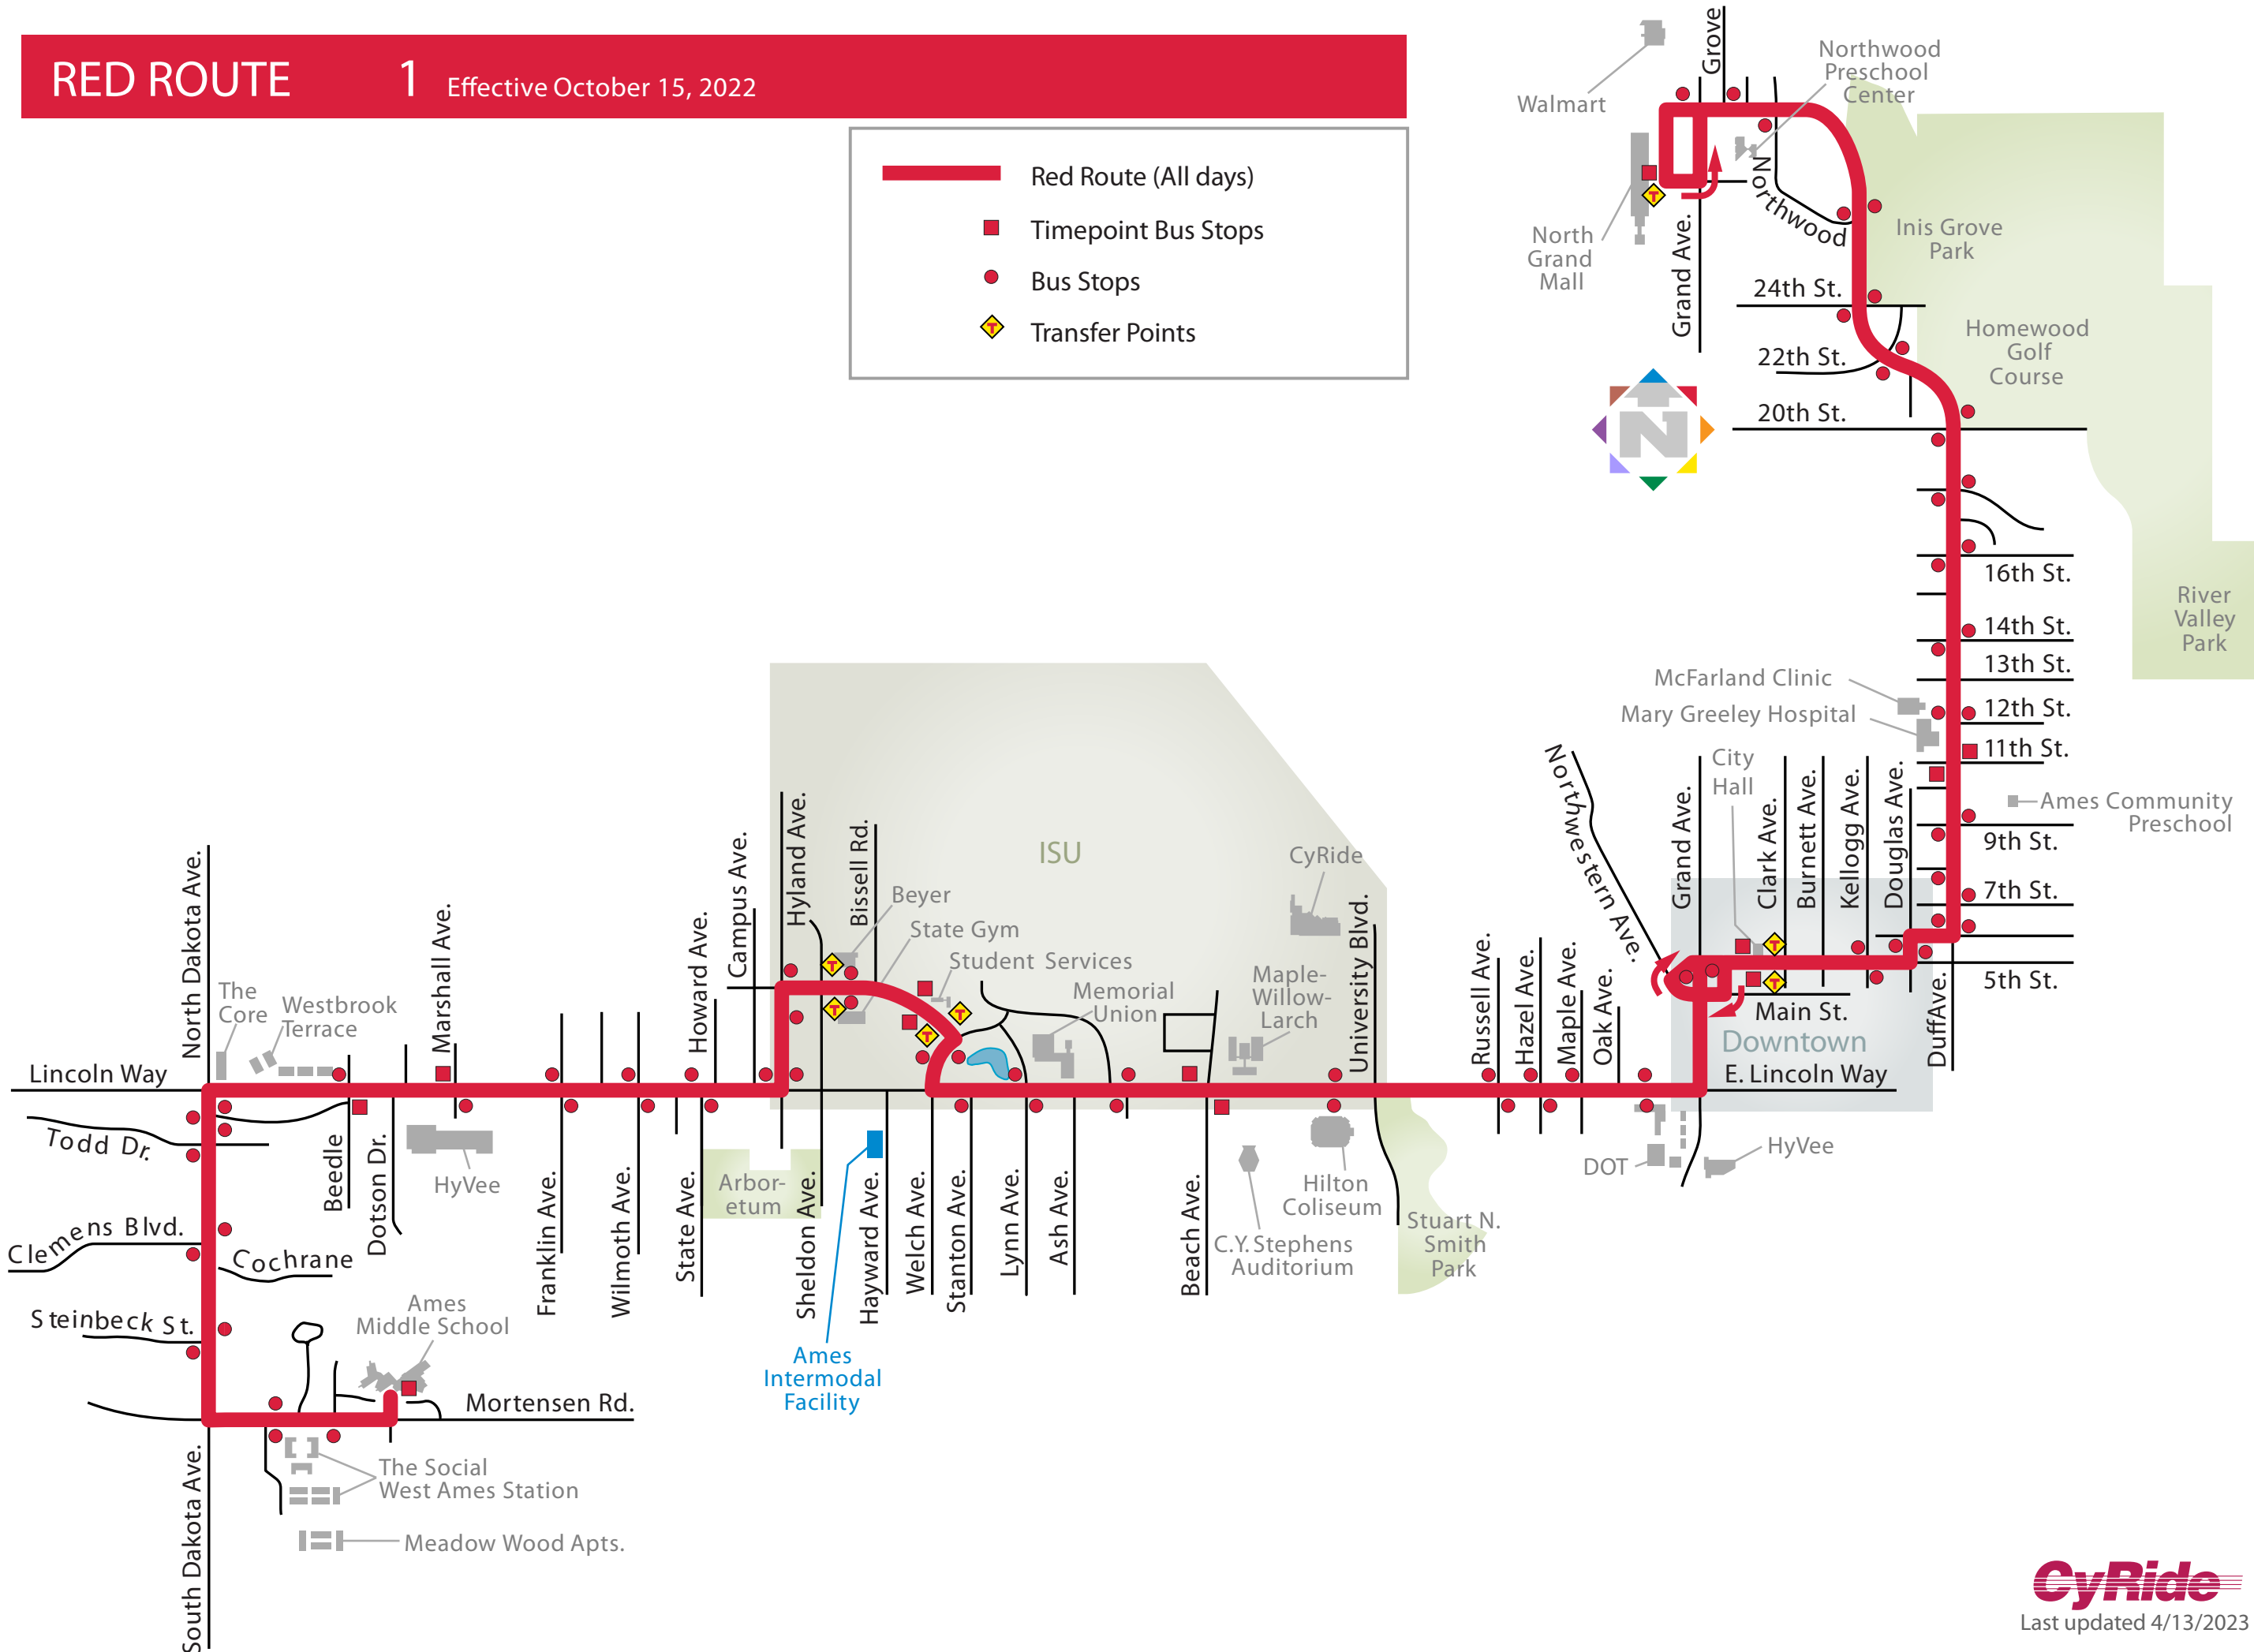 RED ROUTE 1 Effective October 15, 2022
Red Route (All days)
Timepoint Bus Stops
Bus Stops
Transfer Points
T
Walmart
Grove
Northwood
Preschool
Center
North
Grand
Mall
T
Grand Ave.
Northwood
Inis Grove
Park
24th St.
22th St.
20th St.
Homewood
Golf
Course
N
16th St.
14th St.
13th St.
12th St.
11th St.
9th St.
7th St.
5th St.
River
Valley
Park
McFarland Clinic
Mary Greeley Hospital
Ames Community
Preschool
City
Hall
Northwestern Ave.
Grand Ave.
Clark Ave.
Burnett Ave.
Kellogg Ave.
Douglas Ave.
DuffAve.
T
T
Main St.
Downtown
E. Lincoln Way
HyVee
DOT
ISU
CyRide
University Blvd.
Russell Ave.
Hazel Ave.
Maple Ave.
Oak Ave.
Hyland Ave.
Bissell Rd.
Beyer
State Gym
Student Services
Memorial
Union
Maple-
Willow-
Larch
T
T
T
T
North Dakota Ave.
The
Core
Westbrook
Terrace
Marshall Ave.
Howard Ave.
Campus Ave.
Lincoln Way
Todd Dr.
Clemens Blvd.
Cochrane
Steinbeck St.
Beedle
Dotson Dr.
HyVee
Franklin Ave.
Wilmoth Ave.
State Ave.
Arbor-
etum
Sheldon Ave.
Hayward Ave.
Welch Ave.
Stanton Ave.
Lynn Ave.
Ash Ave.
Beach Ave.
C.Y. Stephens
Auditorium
Hilton
Coliseum
Stuart N.
Smith
Park
Ames
Intermodal
Facility
Ames
Middle School
Mortensen Rd.
The Social
West Ames Station
Meadow Wood Apts.
South Dakota Ave.
CyRide
Last updated 4/13/2023